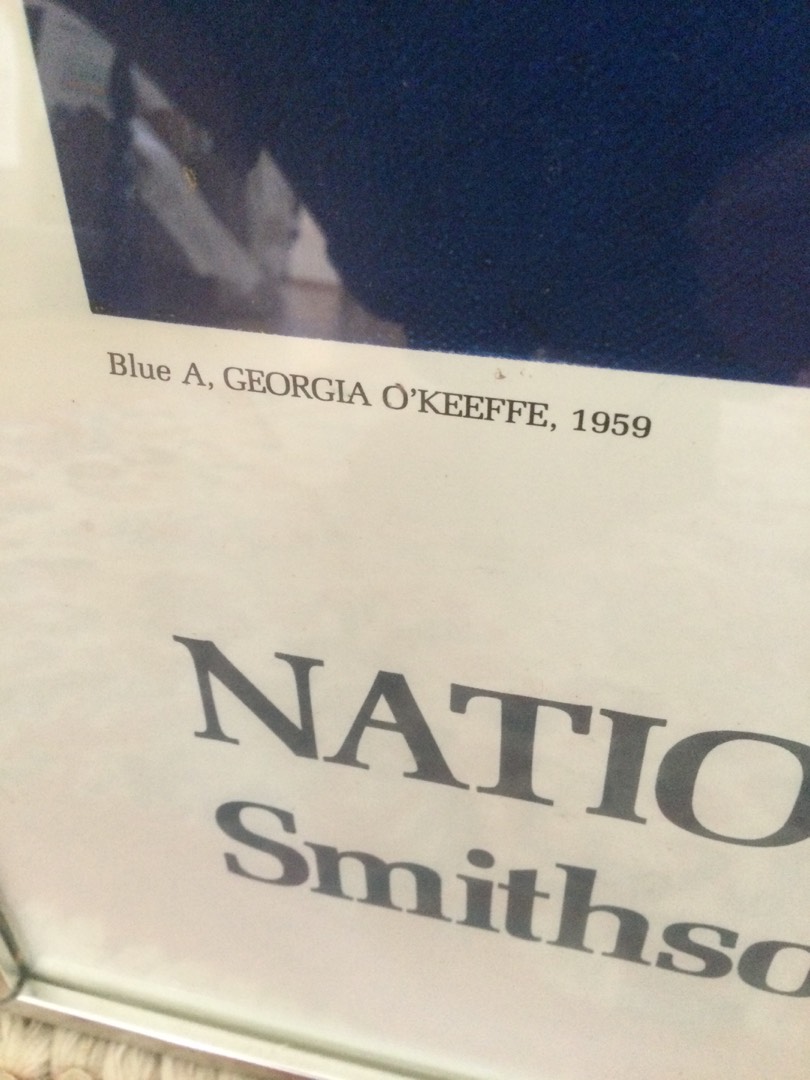 Blue A, GEORGIA O'KEEFFE, 1959
NATIO
Smithso